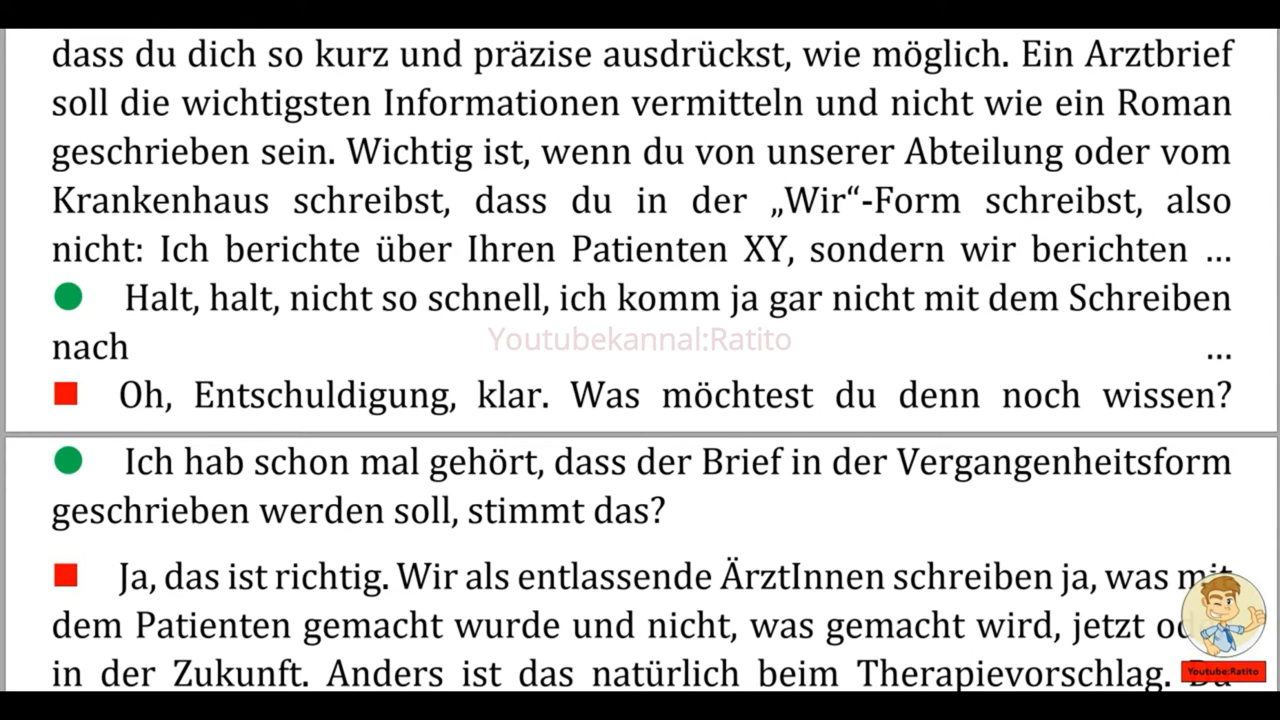 dass du dich so kurz und präzise ausdrückst, wie möglich. Ein Arztbrief
soll die wichtigsten Informationen vermitteln und nicht wie ein Roman
geschrieben sein. Wichtig ist, wenn du von unserer Abteilung oder vom
Krankenhaus schreibst, dass du in der „Wir“-Form schreibst, also
nicht: Ich berichte über Ihren Patienten XY, sondern wir berichten ...
Halt, halt, nicht so schnell, ich komm ja gar nicht mit dem Schreiben
nach ...
Youtubekannal:Ratito
Oh, Entschuldigung, klar. Was möchtest du denn noch wissen?
Ich hab schon mal gehört, dass der Brief in der Vergangenheitsform
geschrieben werden soll, stimmt das?
Ja, das ist richtig. Wir als entlassende ÄrztInnen schreiben ja, was mit
dem Patienten gemacht wurde und nicht, was gemacht wird, jetzt
in der Zukunft. Anders ist das natürlich beim Therapievorschlag. Du
Youtube:Ratito